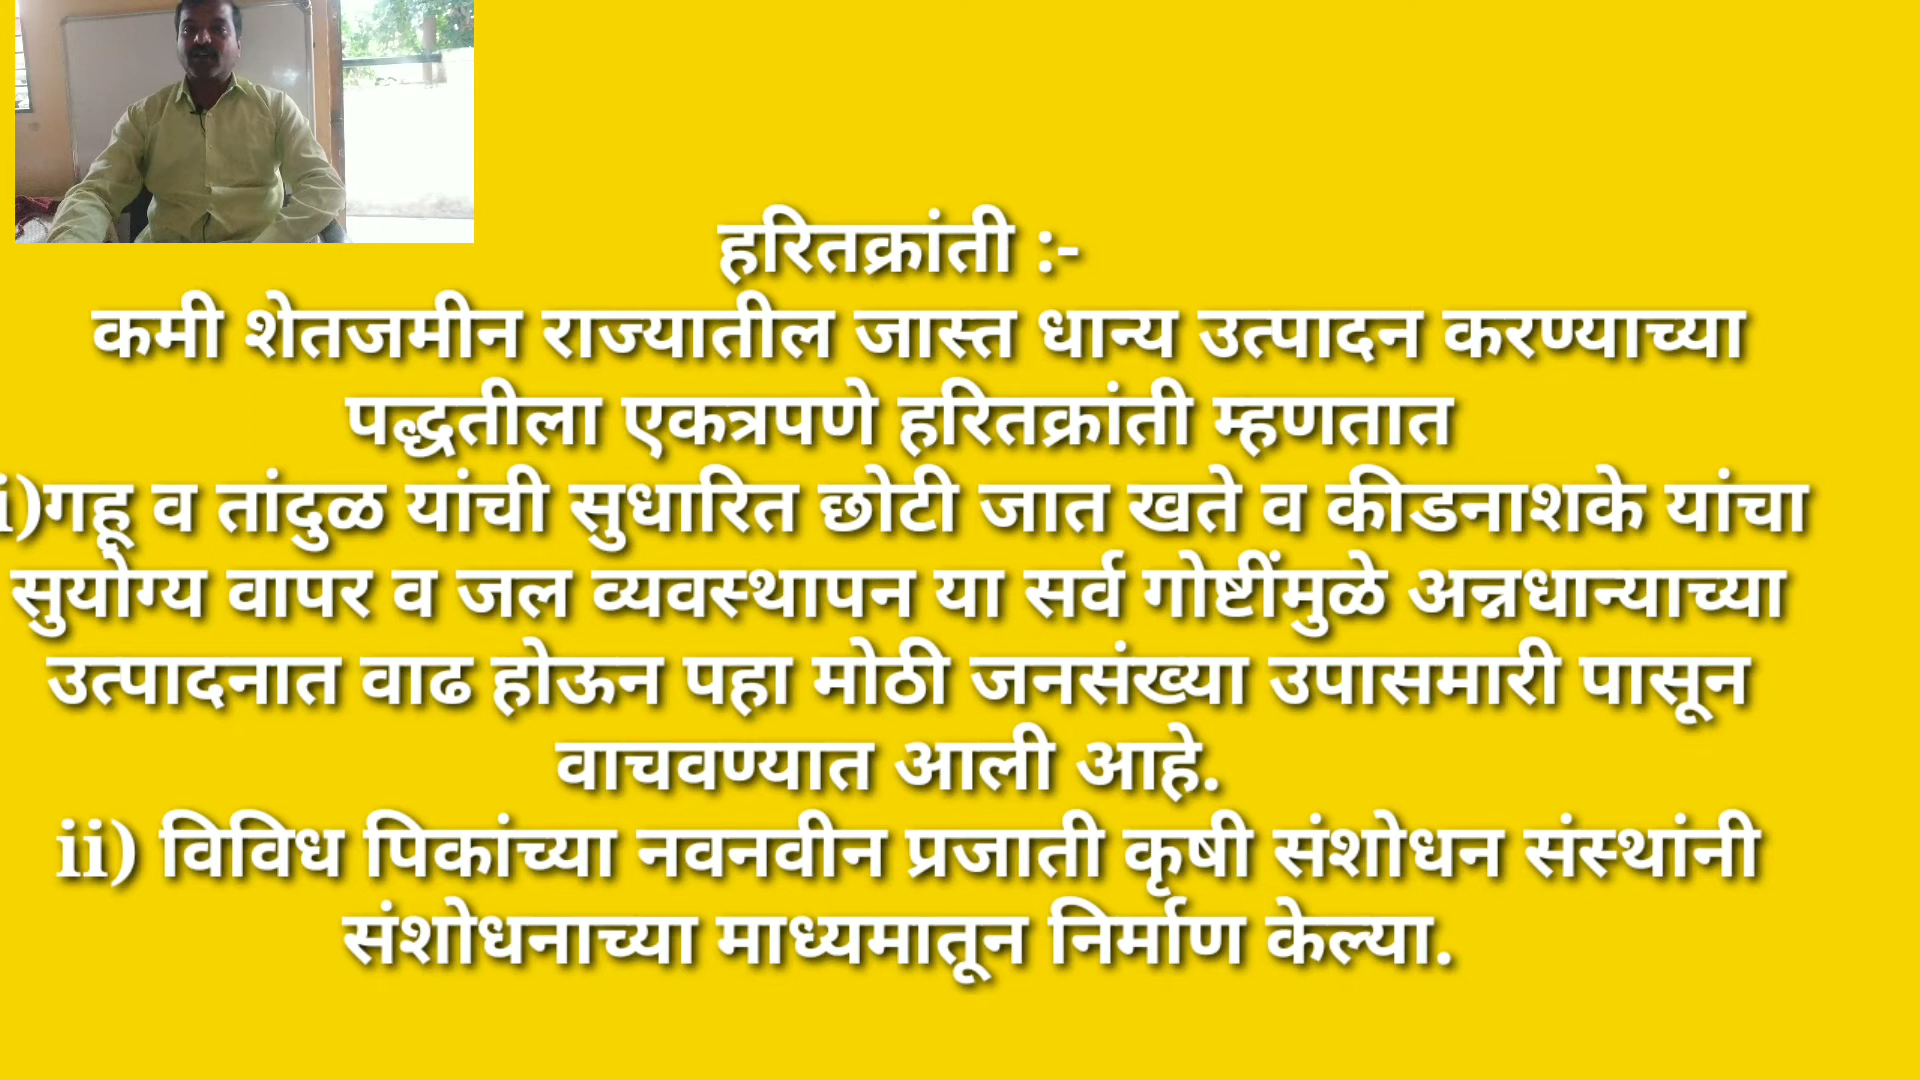 हरितक्रांती :-
कमी शेतजमीन राज्यातील जास्त धान्य उत्पादन करण्याच्या
पद्धतीला एकत्रपणे हरितक्रांती म्हणतात
i)गहू व तांदुळ यांची सुधारित छोटी जात खते व कीडनाशके यांचा
सुयोग्य वापर व जल व्यवस्थापन या सर्व गोष्टींमुळे अन्नधान्याच्या
उत्पादनात वाढ होऊन पहा मोठी जनसंख्या उपासमारी पासून
वाचवण्यात आली आहे.
ii) विविध पिकांच्या नवनवीन प्रजाती कृषी संशोधन संस्थांनी
संशोधनाच्या माध्यमातून निर्माण केल्या.